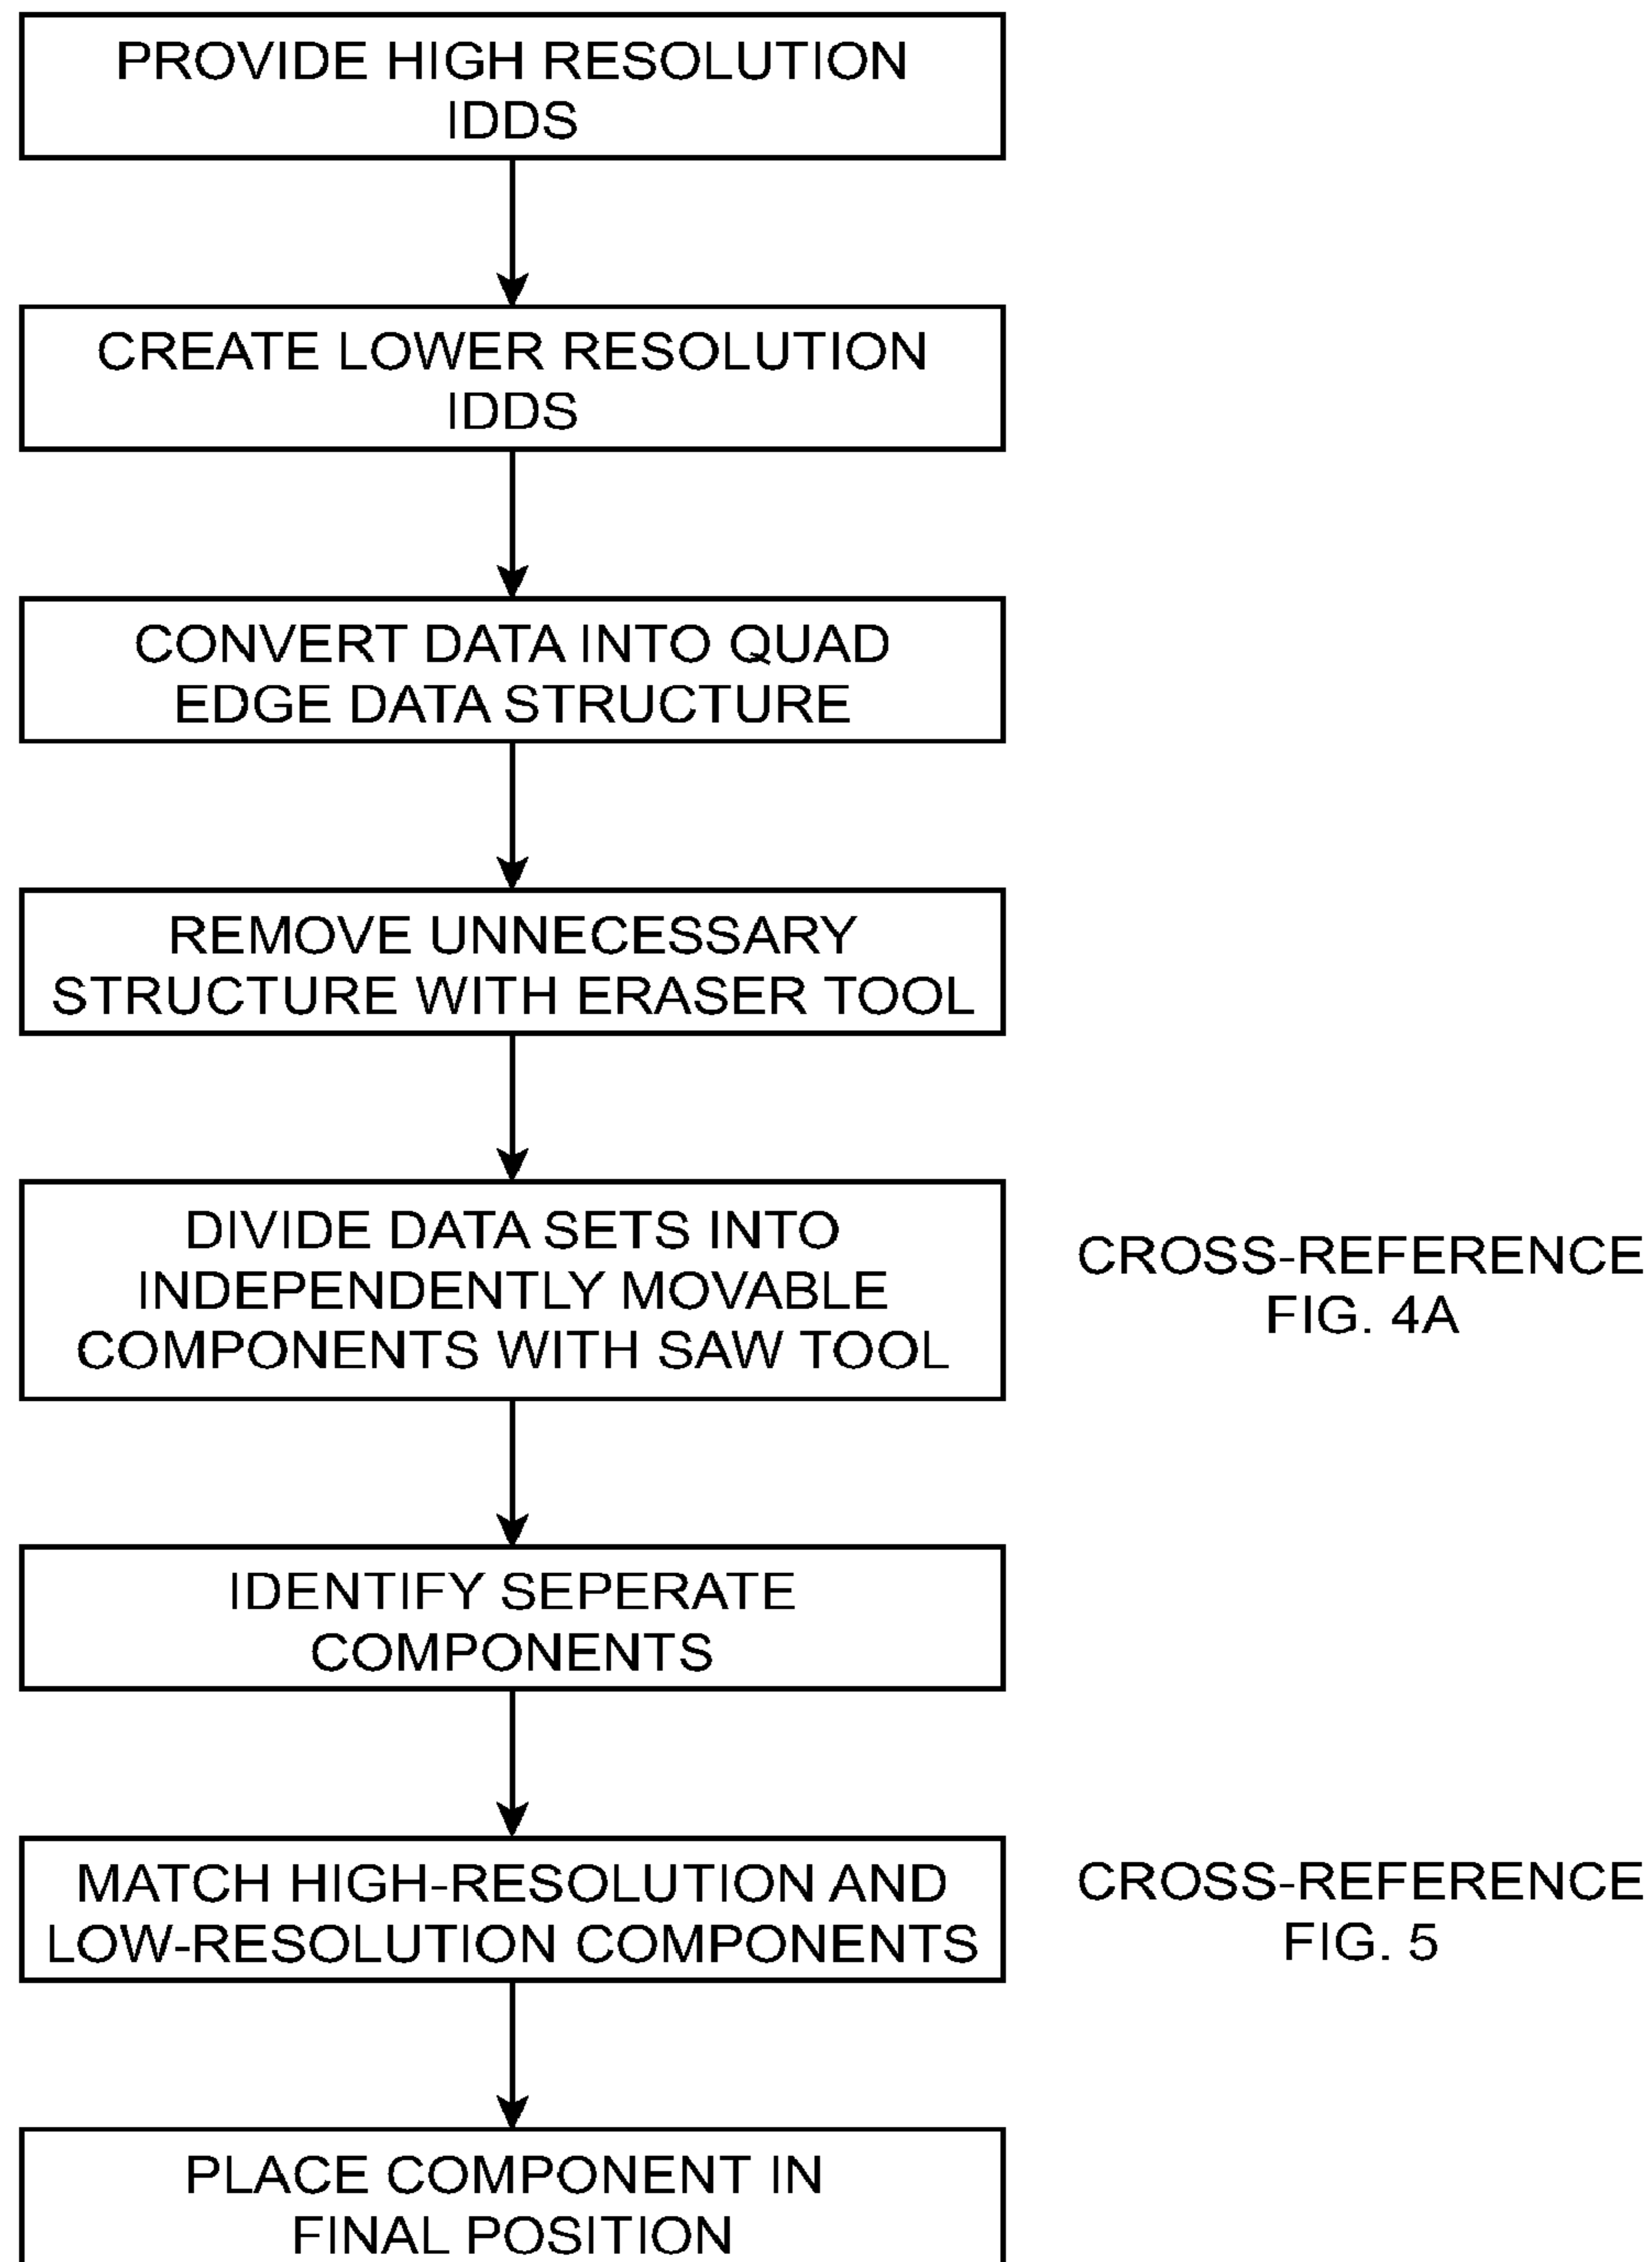 PROVIDE HIGH RESOLUTION
IDDS
CREATE LOWER RESOLUTION
IDDS
CONVERT DATA INTO QUAD
EDGE DATA STRUCTURE
REMOVE UNNECESSARY
STRUCTURE WITH ERASER TOOL
DIVIDE DATA SETS INTO
INDEPENDENTLY MOVABLE
COMPONENTS WITH SAW TOOL
CROSS-REFERENCE
FIG. 4A
IDENTIFY SEPERATE
COMPONENTS
MATCH HIGH-RESOLUTION AND
LOW-RESOLUTION COMPONENTS
CROSS-REFERENCE
FIG. 5
PLACE COMPONENT IN
FINAL POSITION